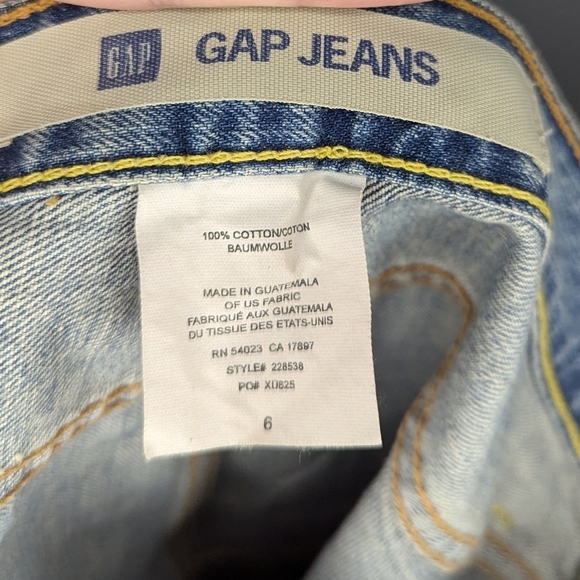 GAP GAP JEANS
100% COTTON/COTON
BAUMWOLLE
MADE IN GUATEMALA
OF US FABRIC
FABRIQUÉ AUX GUATEMALA
DU TISSUE DES ETATS-UNIS
RN 54023 CA 17897
STYLE# 228538
PO# XU625
6